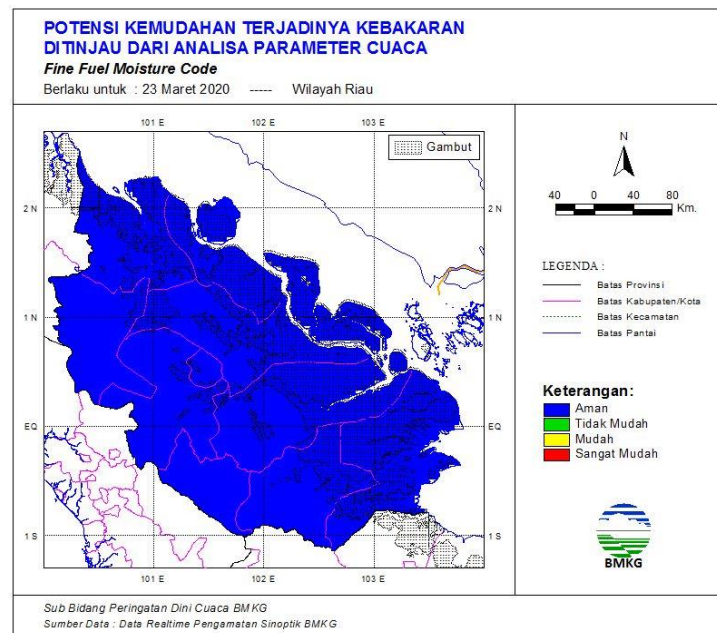 POTENSI KEMUDAHAN TERJADINYA KEBAKARAN
DITINJAU DARI ANALISA PARAMETER CUACA
Fine Fuel Moisture Code
Berlaku untuk : 23 Maret 2020 ----- Wilayah Riau
101 E 102 E 103 E
Gambut
2 N 2 N
1 N 1 N
EQ EQ
1 S 1 S
101 E 102 E 103 E
N
40 0 40 80
Km.
LEGENDA :
Batas Provinsi
Batas Kabupaten/Kota
Batas Kecamatan
Batas Pantai
Keterangan:
Aman
Tidak Mudah
Mudah
Sangat Mudah
BMKG
Sub Bidang Peringatan Dini Cuaca BMKG
Sumber Data : Data Realtime Pengamatan Sinoptik BMKG